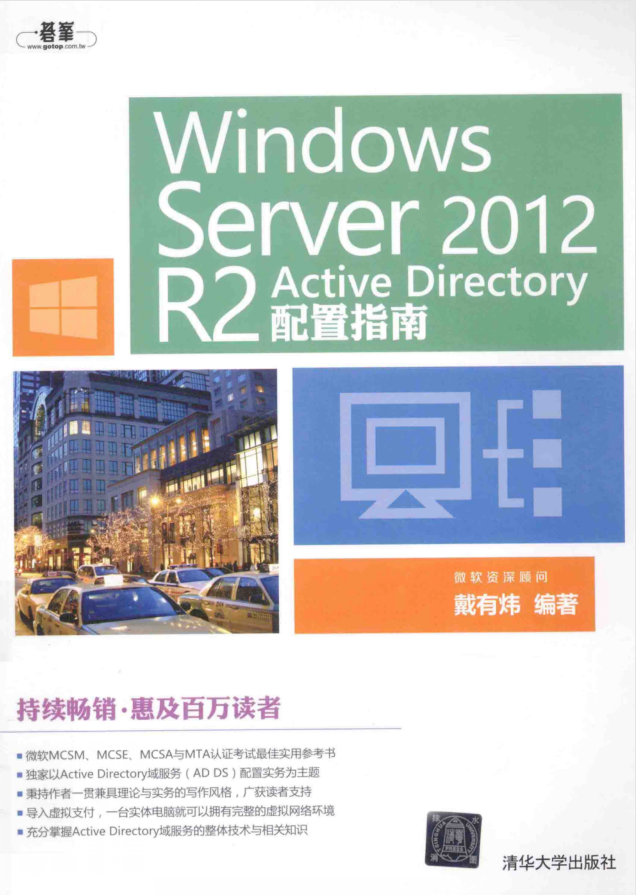 碁峯
www.gotop.com.tw
Windows
Server 2012
R2 Active Directory
配置指南
微软资深顾问
戴有炜 编著
持续畅销·惠及百万读者
微软MCSM、MCSE、MCSA与MTA认证考试最佳实用参考书
独家以Active Directory域服务（AD DS）配置实务为主题
秉持作者一贯兼具理论与实务的写作风格，广获读者支持
导入虚拟支付，一台实体电脑就可以拥有完整的虚拟网络环境
充分掌握Active Directory域服务的整体技术与相关知识
清华大学出版社